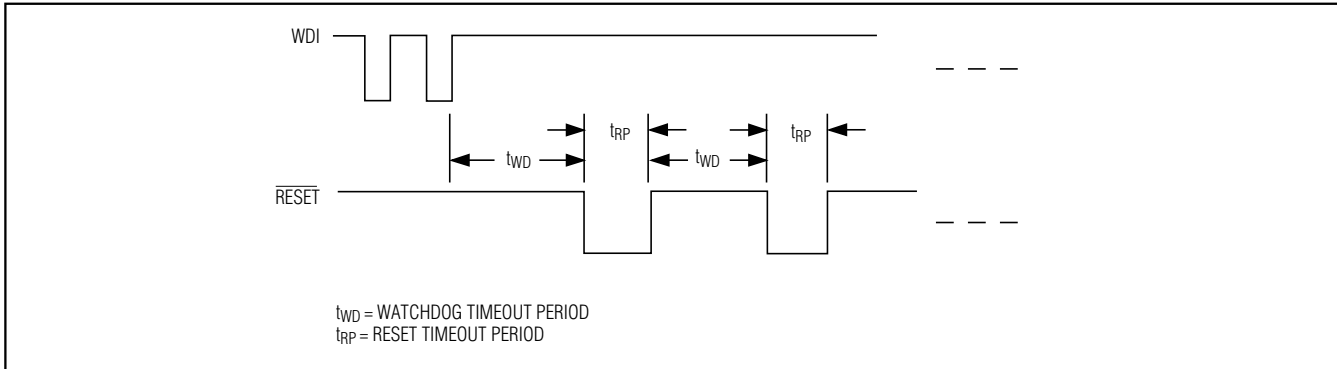 WDI
tRP
tRP
tWD
tWD
RESET
tWD = WATCHDOG TIMEOUT PERIOD
tRP = RESET TIMEOUT PERIOD